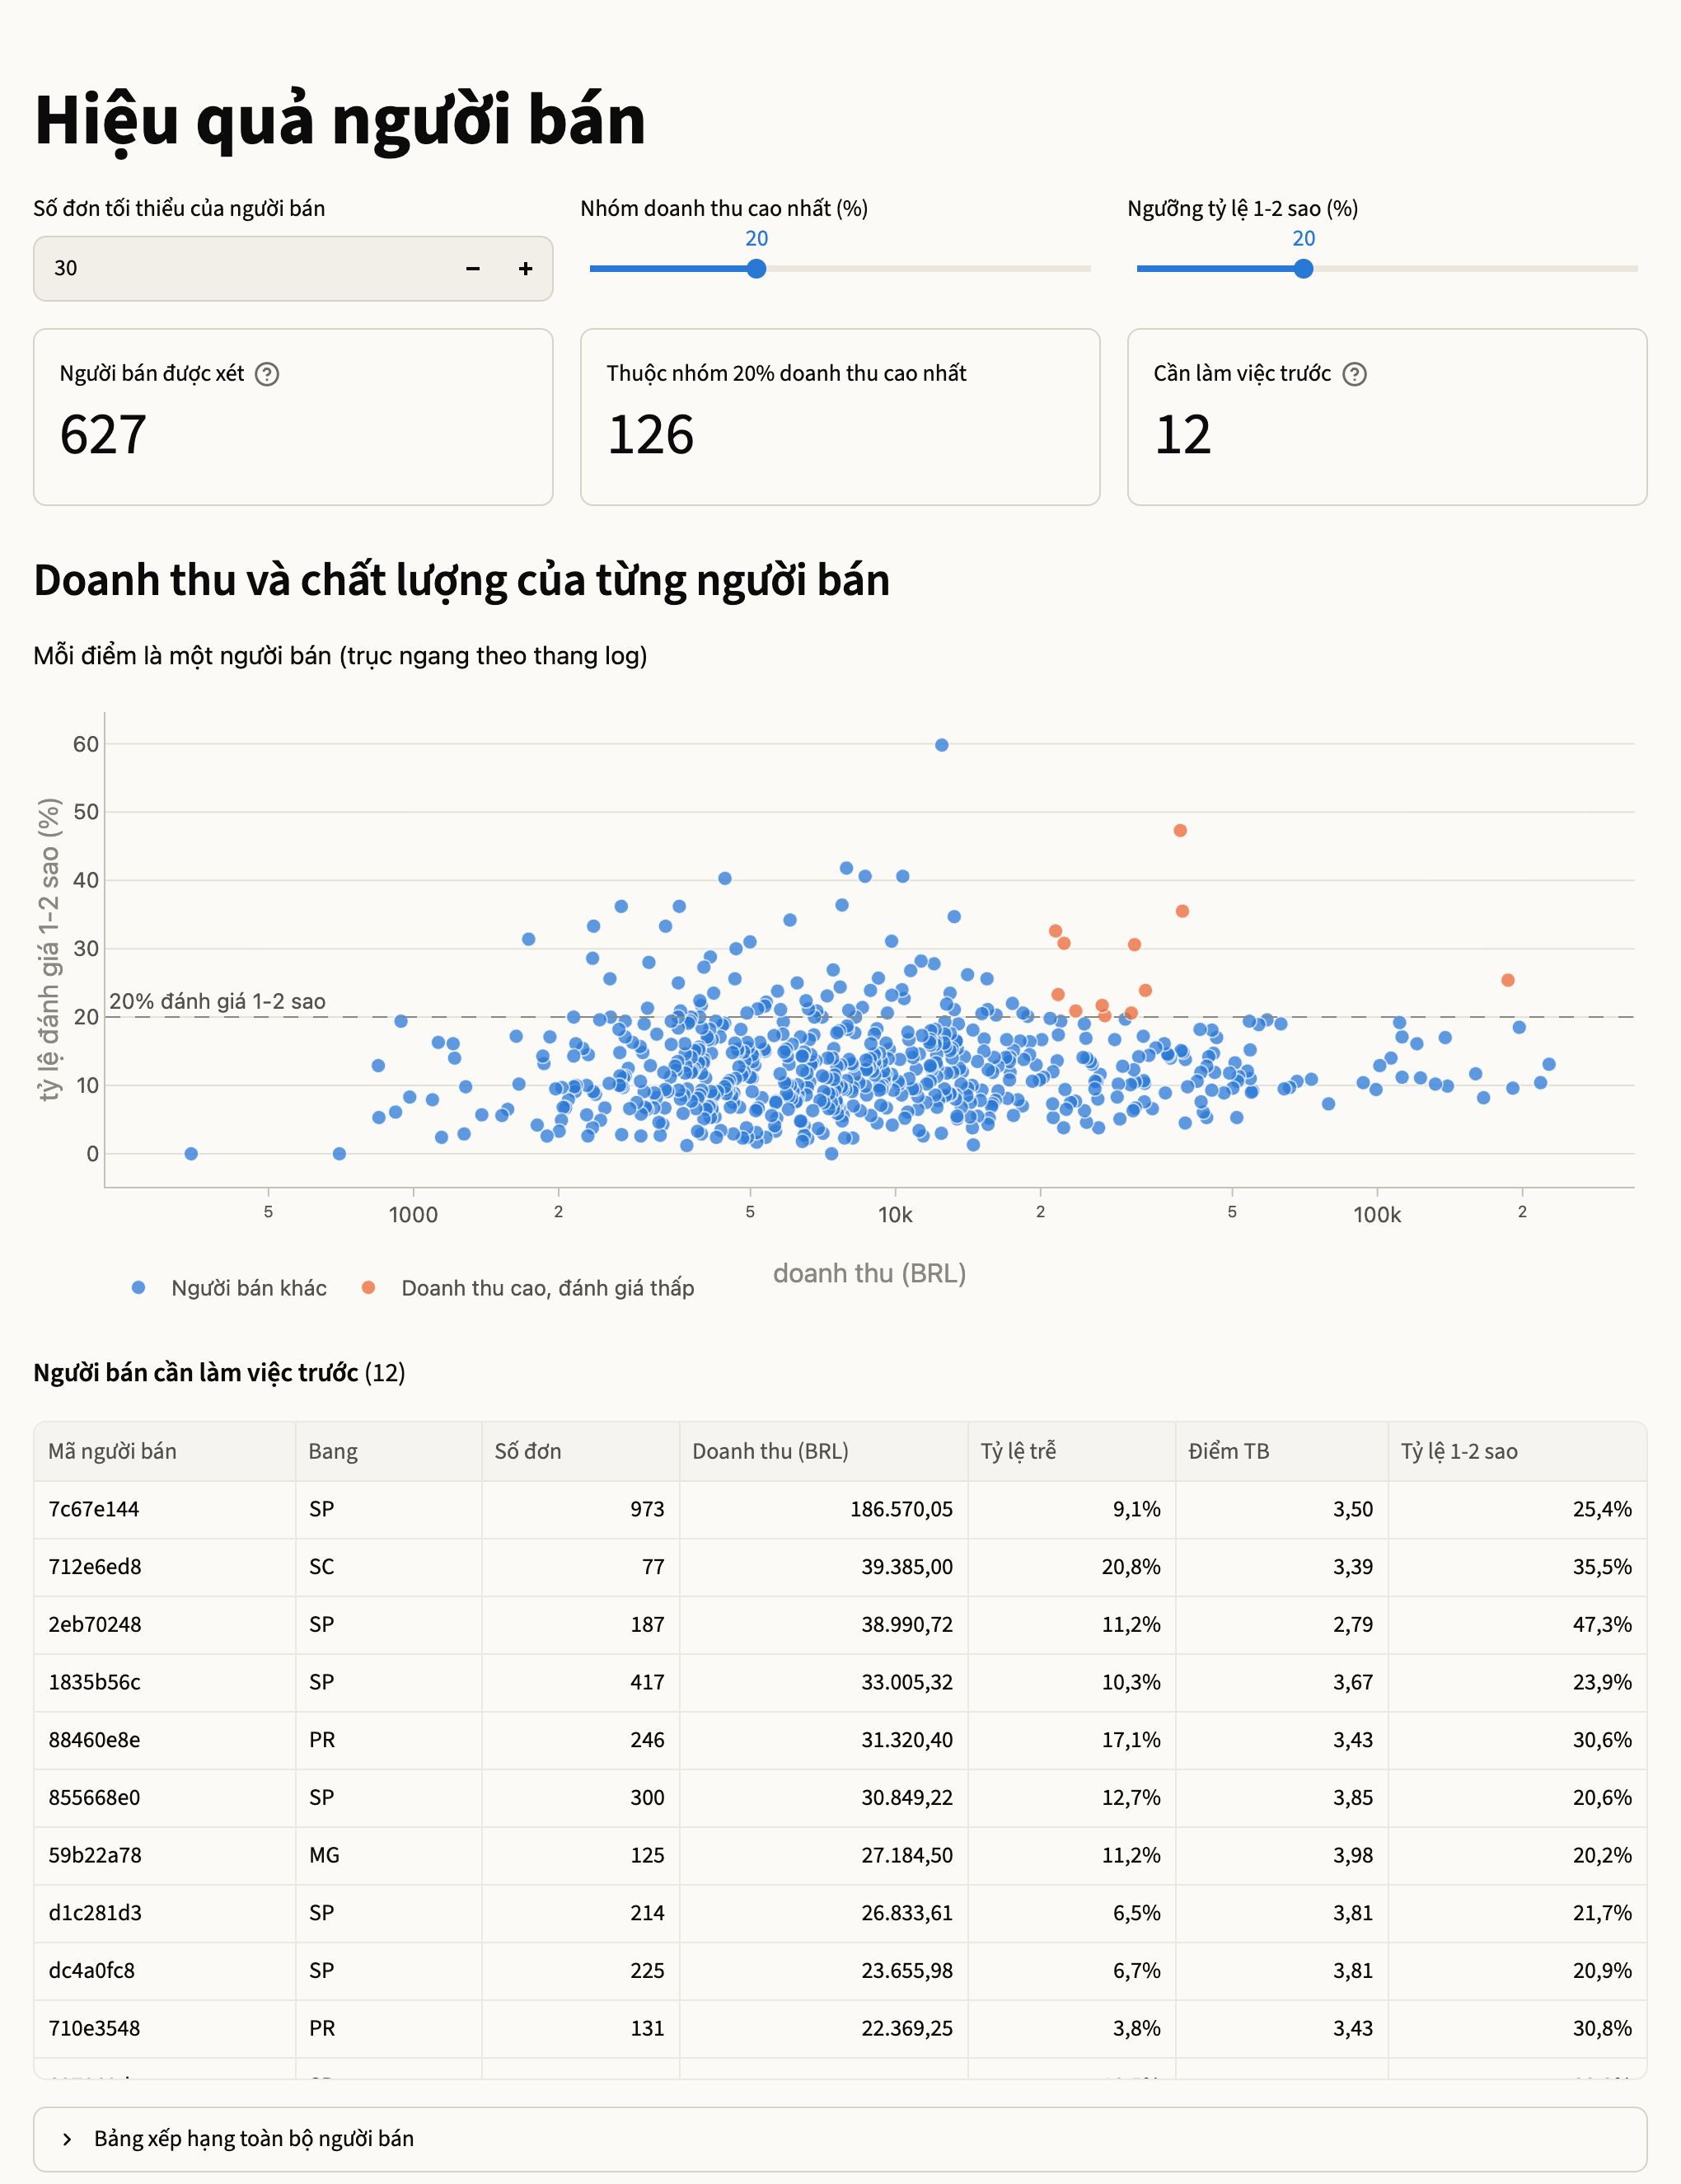 Hiệu quả người bán
Số đơn tối thiểu của người bán
Nhóm doanh thu cao nhất (%)
Ngưỡng tỷ lệ 1-2 sao (%)
20
20
30
Người bán được xét
627
Thuộc nhóm 20% doanh thu cao nhất
126
Cần làm việc trước
12
Doanh thu và chất lượng của từng người bán
Mỗi điểm là một người bán (trục ngang theo thang log)
tỷ lệ đánh giá 1-2 sao (%)
60
50
40
30
20
10
0
20% đánh giá 1-2 sao
5 1000 2 5 10k 2 5 100k 2
doanh thu (BRL)
Người bán khác
Doanh thu cao, đánh giá thấp
Người bán cần làm việc trước (12)
Mã người bán Bang Số đơn Doanh thu (BRL) Tỷ lệ trễ Điểm TB Tỷ lệ 1-2 sao
7c67e144 SP 973 186.570,05 9,1% 3,50 25,4%
712e6ed8 SC 77 39.385,00 20,8% 3,39 35,5%
2eb70248 SP 187 38.990,72 11,2% 2,79 47,3%
1835b56c SP 417 33.005,32 10,3% 3,67 23,9%
88460e8e PR 246 31.320,40 17,1% 3,43 30,6%
855668e0 SP 300 30.849,22 12,7% 3,85 20,6%
59b22a78 MG 125 27.184,50 11,2% 3,98 20,2%
d1c281d3 SP 214 26.833,61 6,5% 3,81 21,7%
dc4a0fc8 SP 225 23.655,98 6,7% 3,81 20,9%
710e3548 PR 131 22.369,25 3,8% 3,43 30,8%
Bảng xếp hạng toàn bộ người bán